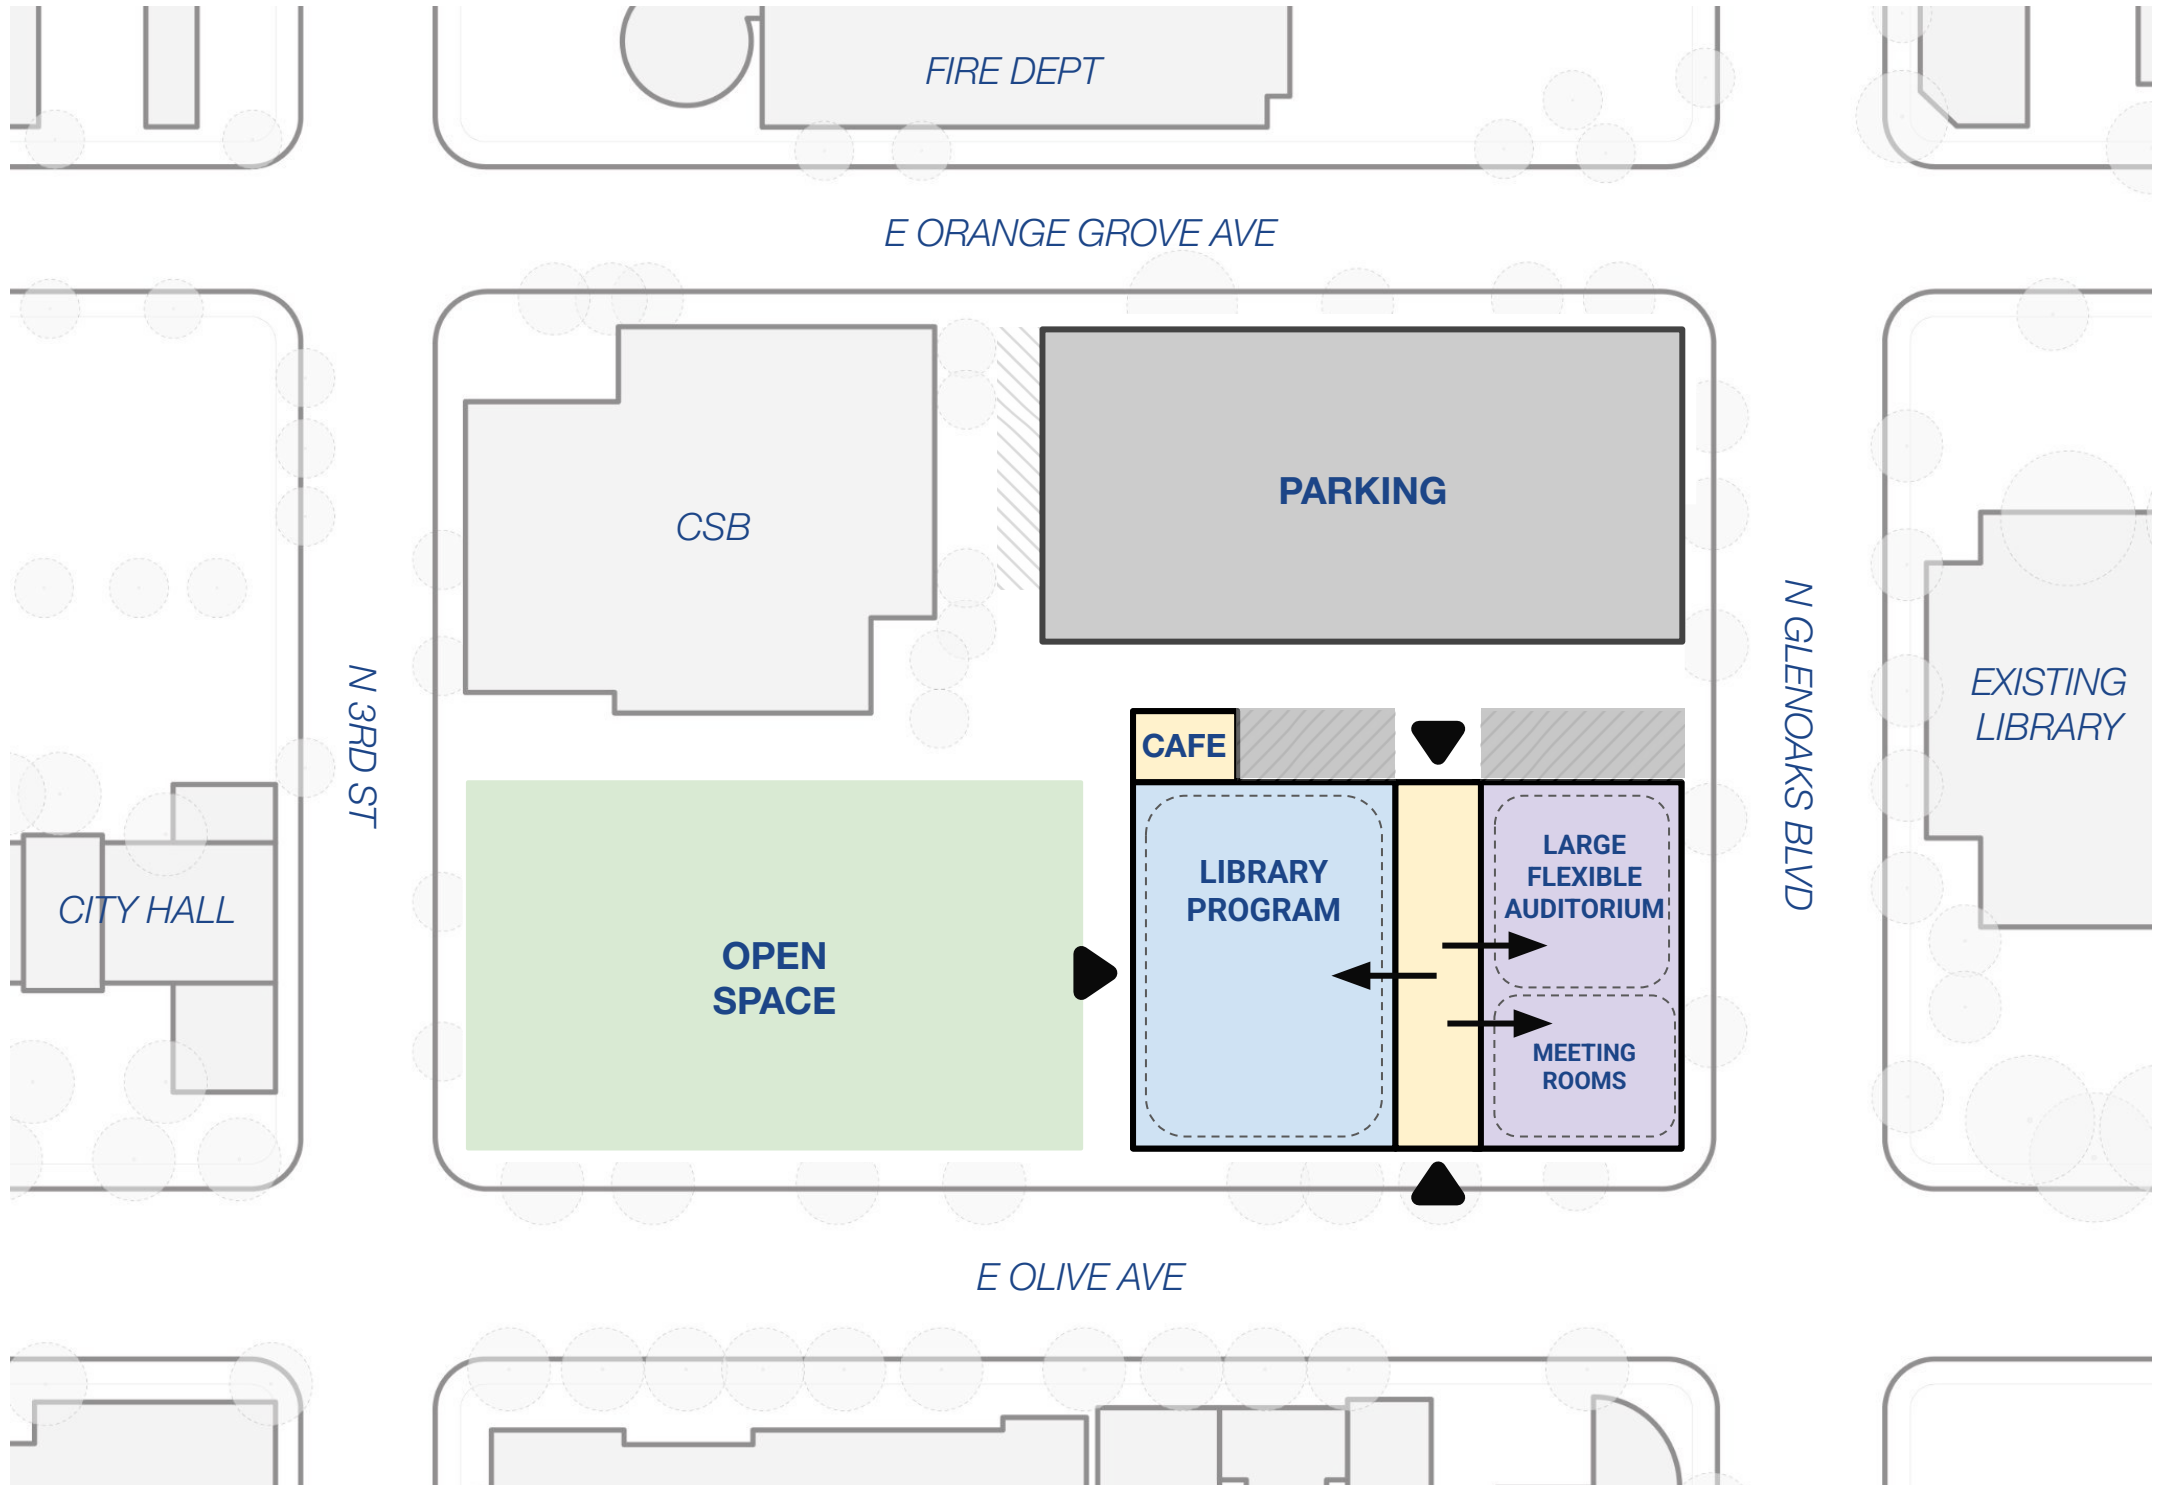 FIRE DEPT
E ORANGE GROVE AVE
PARKING
CSB
N 3RD ST
N GLENOAKS BLVD
EXISTING
LIBRARY
CAFE
LIBRARY
PROGRAM
LARGE
FLEXIBLE
AUDITORIUM
CITY HALL
OPEN
SPACE
MEETING
ROOMS
E OLIVE AVE